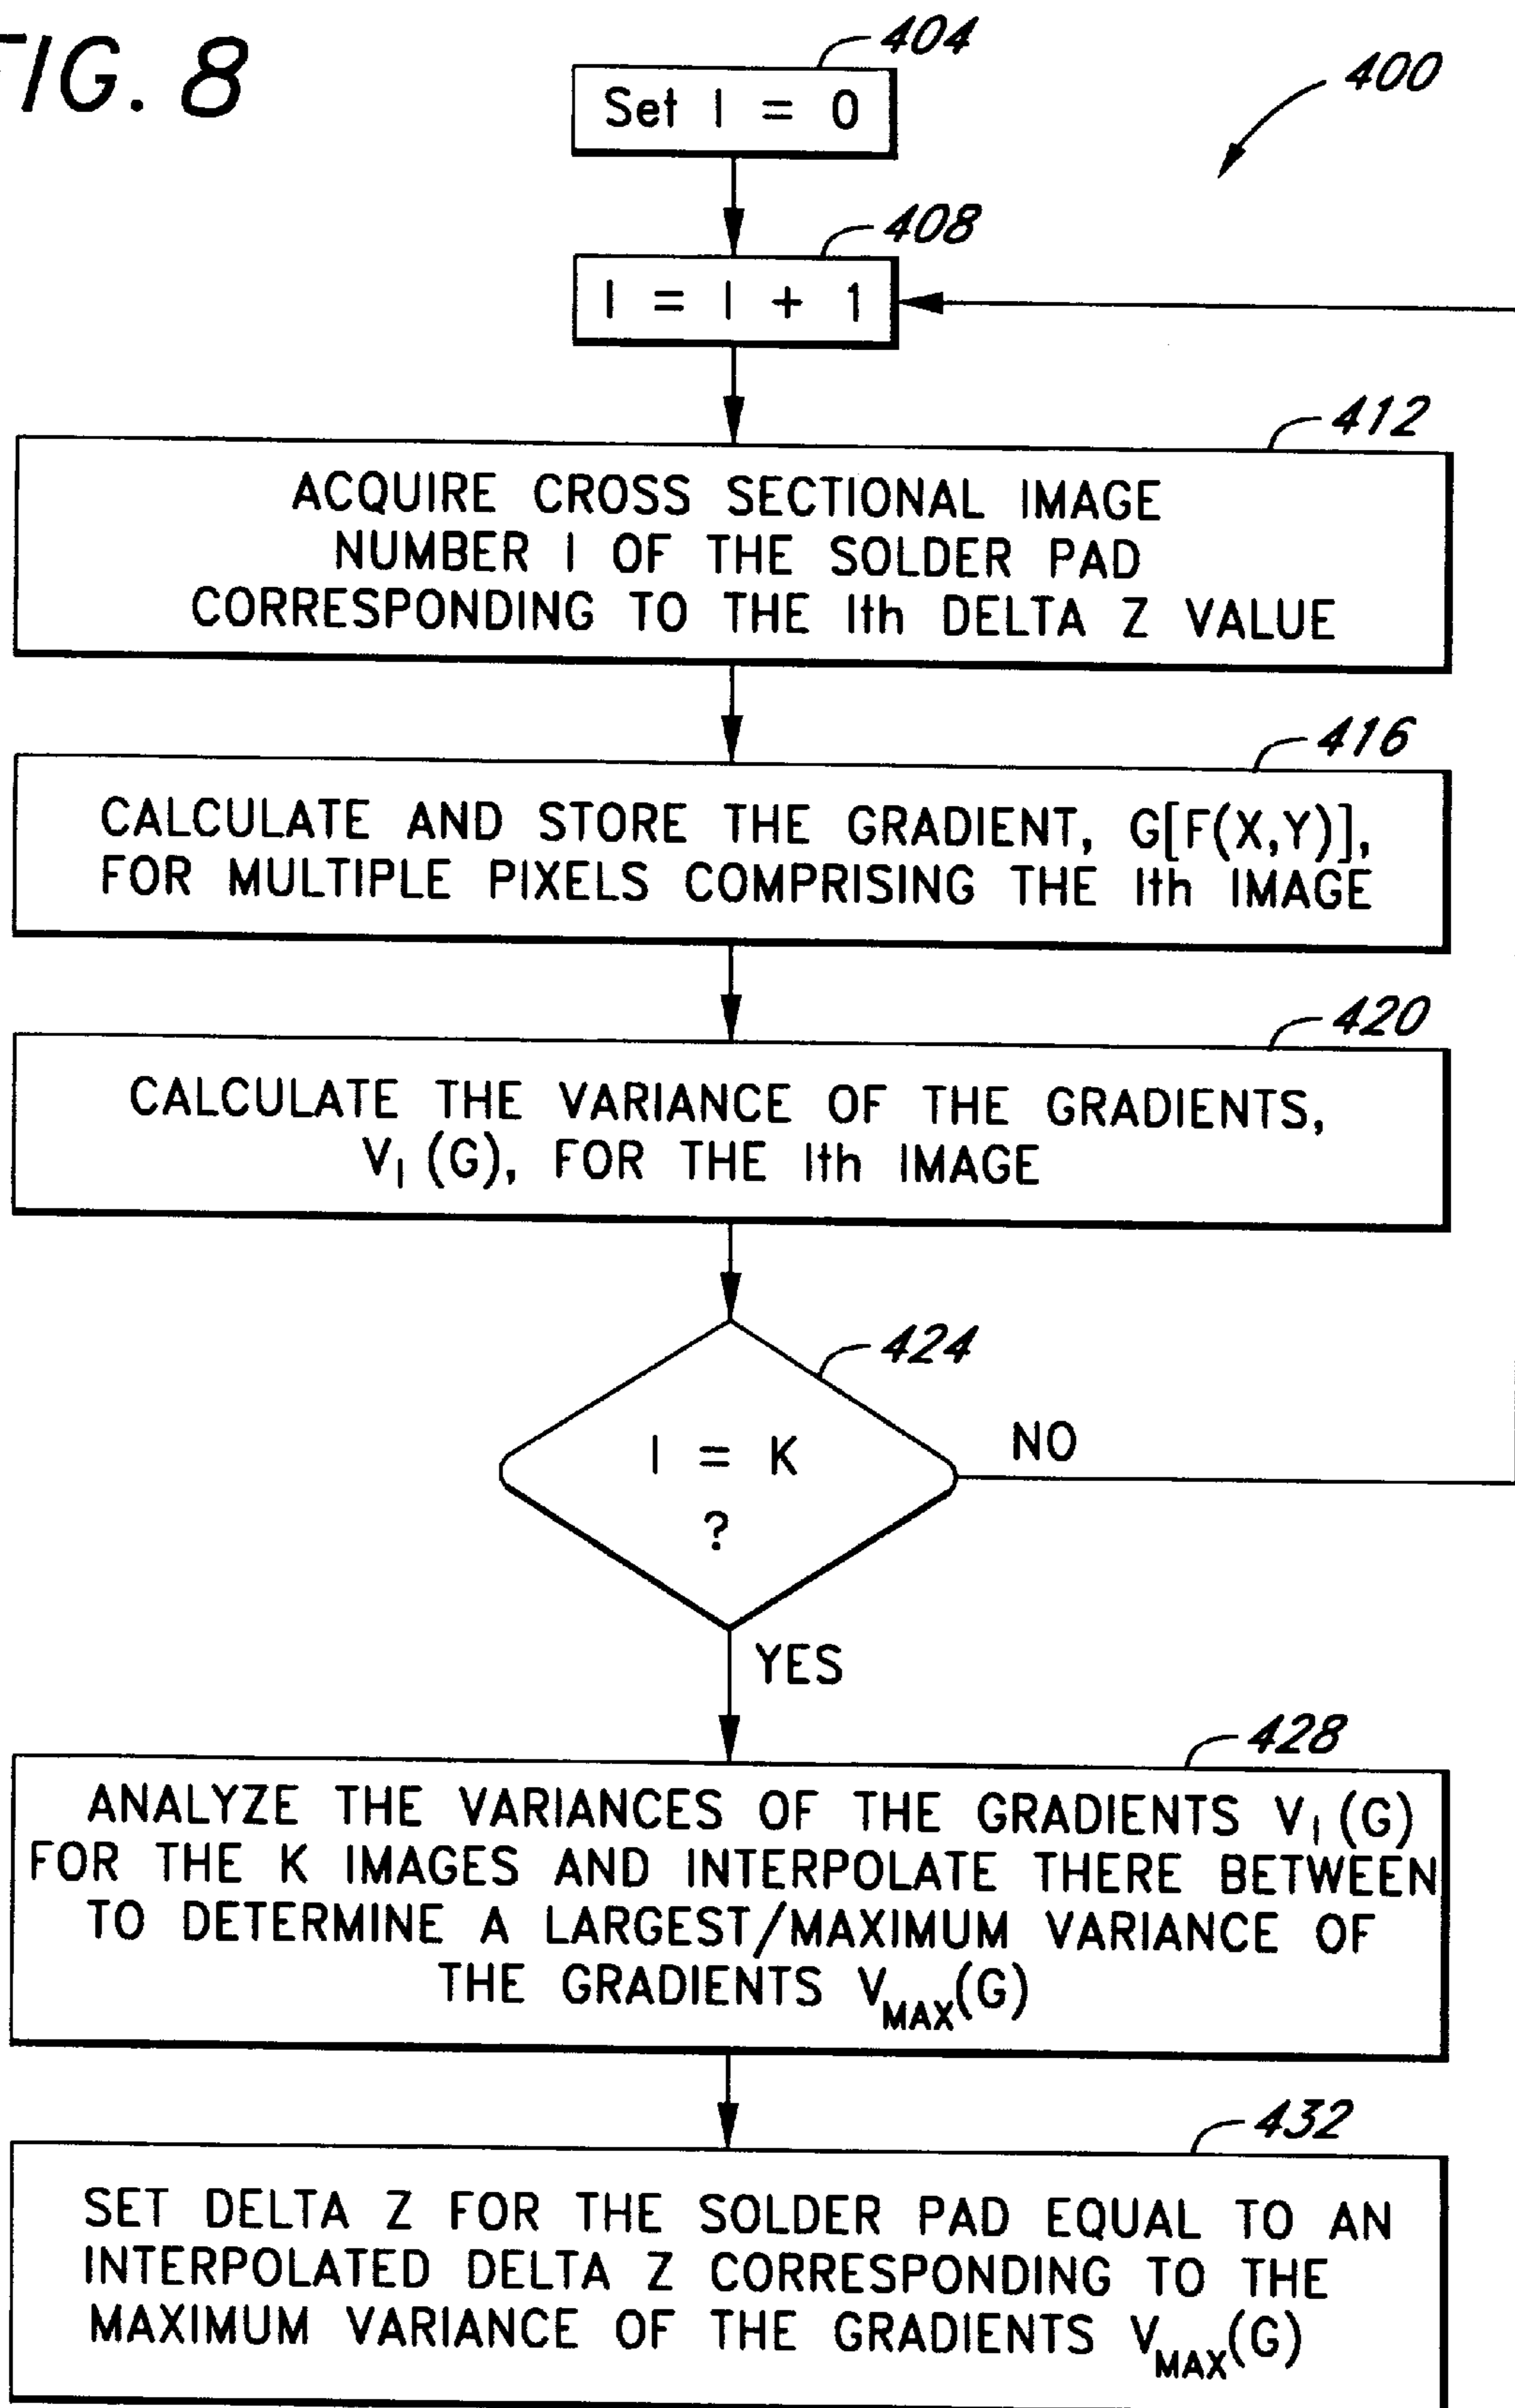 FIG. 8
404
400
Set I = 0
408
I = I + 1
412
ACQUIRE CROSS SECTIONAL IMAGE
NUMBER I OF THE SOLDER PAD
CORRESPONDING TO THE Ith DELTA Z VALUE
416
CALCULATE AND STORE THE GRADIENT, G[F(X,Y)],
FOR MULTIPLE PIXELS COMPRISING THE Ith IMAGE
420
CALCULATE THE VARIANCE OF THE GRADIENTS,
V_I (G), FOR THE Ith IMAGE
424
I = K
?
NO
YES
428
ANALYZE THE VARIANCES OF THE GRADIENTS V_I (G)
FOR THE K IMAGES AND INTERPOLATE THERE BETWEEN
TO DETERMINE A LARGEST/MAXIMUM VARIANCE OF
THE GRADIENTS V_MAX(G)
432
SET DELTA Z FOR THE SOLDER PAD EQUAL TO AN
INTERPOLATED DELTA Z CORRESPONDING TO THE
MAXIMUM VARIANCE OF THE GRADIENTS V_MAX(G)